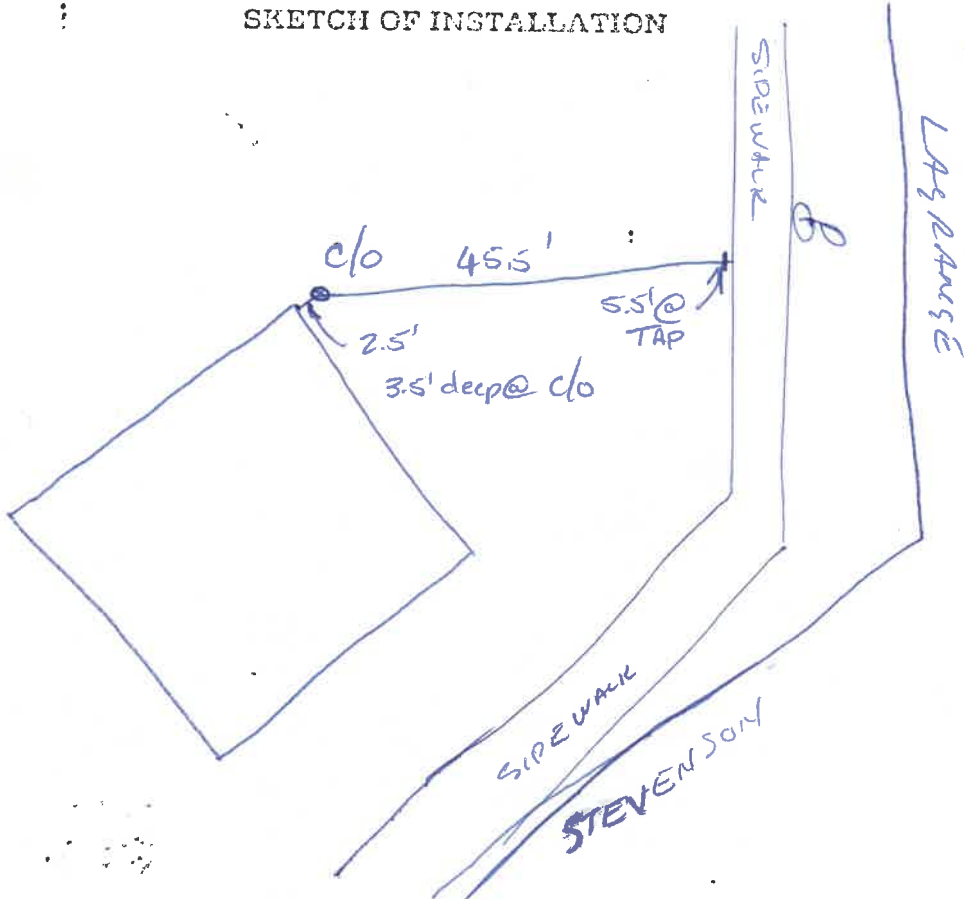 SKETCH OF INSTALLATION
SIDEWALK
LAGRANGE
C/O
45.5'
5.5'@
TAP
2.5'
3.5' deep@ C/O
SIDEWALK
STEVENSON